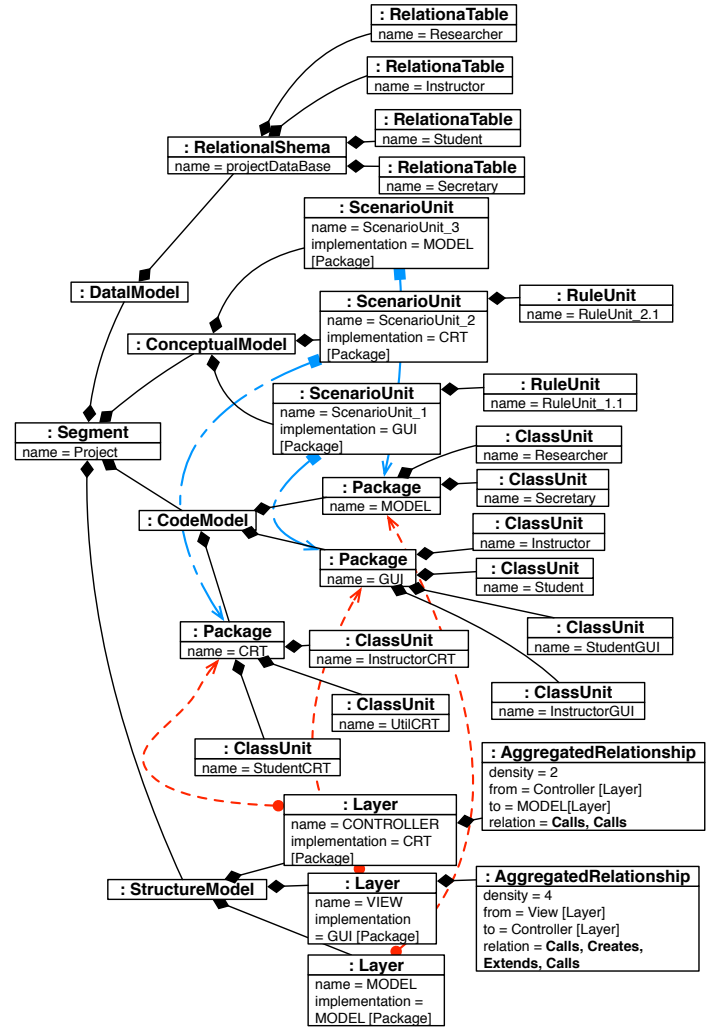 : RelationaTable
name = Researcher
: RelationaTable
name = Instructor
: RelationaTable
name = Student
: RelationalShema
name = projectDataBase
: RelationaTable
name = Secretary
: ScenarioUnit
name = ScenarioUnit_3
implementation = MODEL
[Package]
: DatalModel
: ScenarioUnit
name = ScenarioUnit_2
implementation = CRT
[Package]
: RuleUnit
name = RuleUnit_2.1
: ConceptualModel
: ScenarioUnit
name = ScenarioUnit_1
implementation = GUI
[Package]
: RuleUnit
name = RuleUnit_1.1
: Segment
name = Project
: ClassUnit
name = Researcher
: Package
name = MODEL
: ClassUnit
name = Secretary
: CodeModel
: ClassUnit
name = Instructor
: Package
name = GUI
: ClassUnit
name = Student
: ClassUnit
name = StudentGUI
: Package
name = CRT
: ClassUnit
name = InstructorCRT
: ClassUnit
name = InstructorGUI
: ClassUnit
name = UtilCRT
: ClassUnit
name = StudentCRT
: AggregatedRelationship
density = 2
from = Controller [Layer]
to = MODEL[Layer]
relation = Calls, Calls
: Layer
name = CONTROLLER
implementation = CRT
[Package]
: StructureModel
: Layer
name = VIEW
implementation
= GUI [Package]
: AggregatedRelationship
density = 4
from = View [Layer]
to = Controller [Layer]
relation = Calls, Creates,
Extends, Calls
: Layer
name = MODEL
implementation =
MODEL [Package]